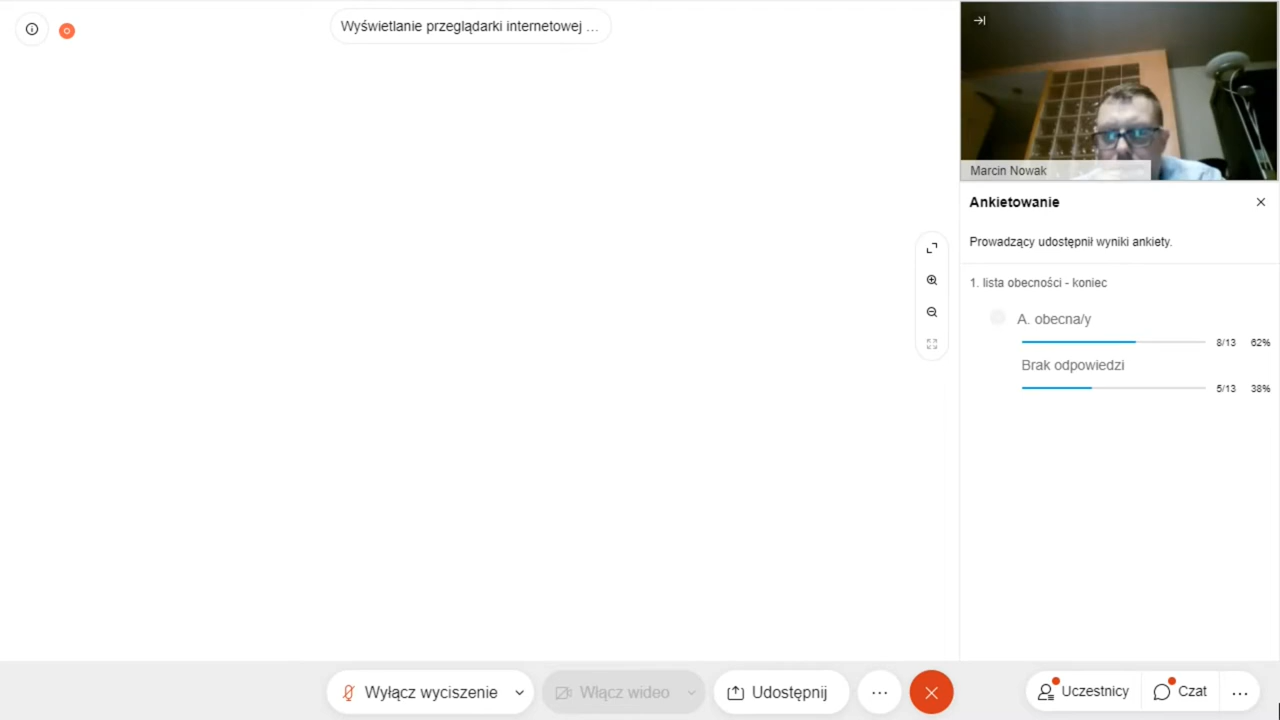 Wyświetlanie przeglądarki internetowej ...
Marcin Nowak
Ankietowanie
Prowadzący udostępnił wyniki ankiety.
1. lista obecności - koniec
A. obecna/y
8/13 62%
Brak odpowiedzi
5/13 38%
Wyłącz wyciszenie
Włącz wideo
Udostępnij
Uczestnicy
Czat